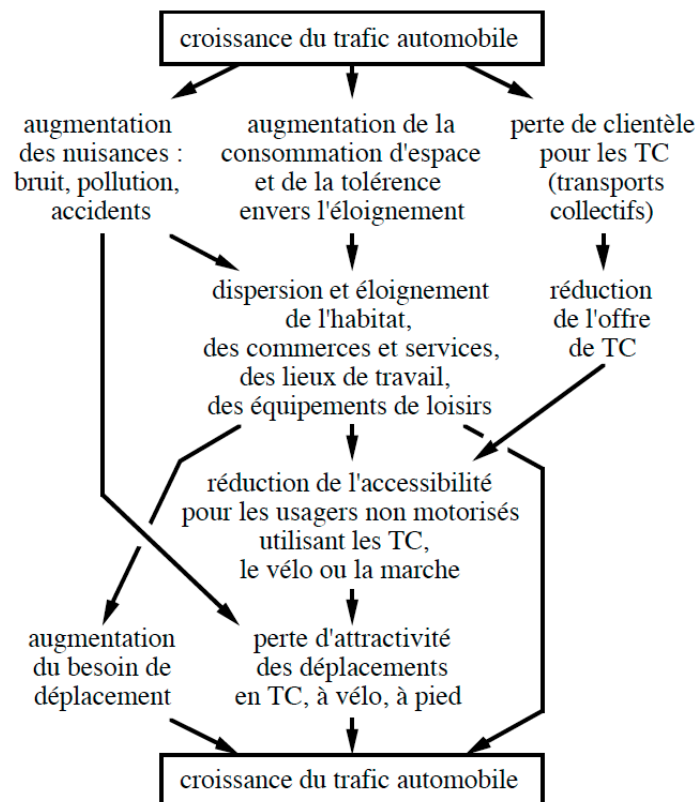 croissance du trafic automobile
augmentation
des nuisances :
bruit, pollution,
accidents
augmentation de la
consommation d'espace
et de la tolérence
envers l'éloignement
perte de clientèle
pour les TC
(transports
collectifs)
dispersion et éloignement
de l'habitat,
des commerces et services,
des lieux de travail,
des équipements de loisirs
réduction
de l'offre
de TC
réduction de l'accessibilité
pour les usagers non motorisés
utilisant les TC,
le vélo ou la marche
augmentation
du besoin de
déplacement
perte d'attractivité
des déplacements
en TC, à vélo, à pied
croissance du trafic automobile